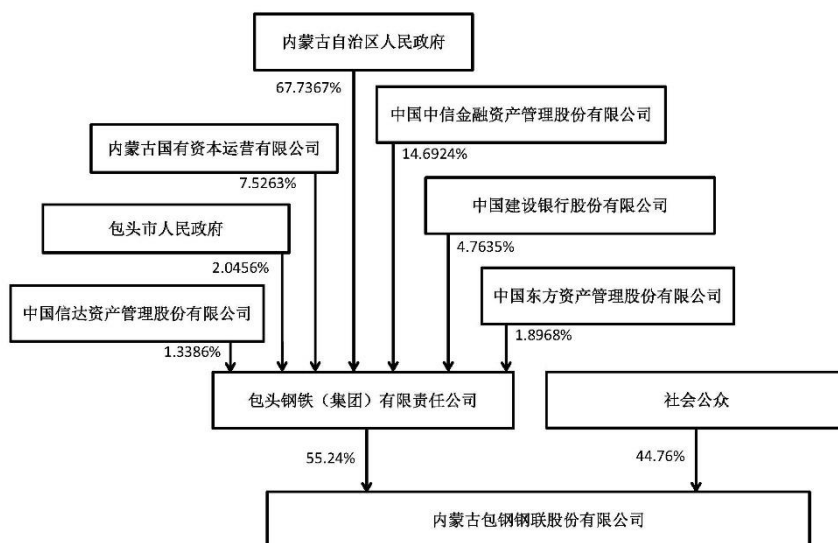 内蒙古自治区人民政府
67.7367%
中国中信金融资产管理股份有限公司
14.6924%
内蒙古国有资本运营有限公司
7.5263%
中国建设银行股份有限公司
4.7635%
包头市人民政府
2.0456%
中国东方资产管理股份有限公司
1.8968%
中国信达资产管理股份有限公司
1.3386%
包头钢铁（集团）有限责任公司
社会公众
55.24%
44.76%
内蒙古包钢钢联股份有限公司